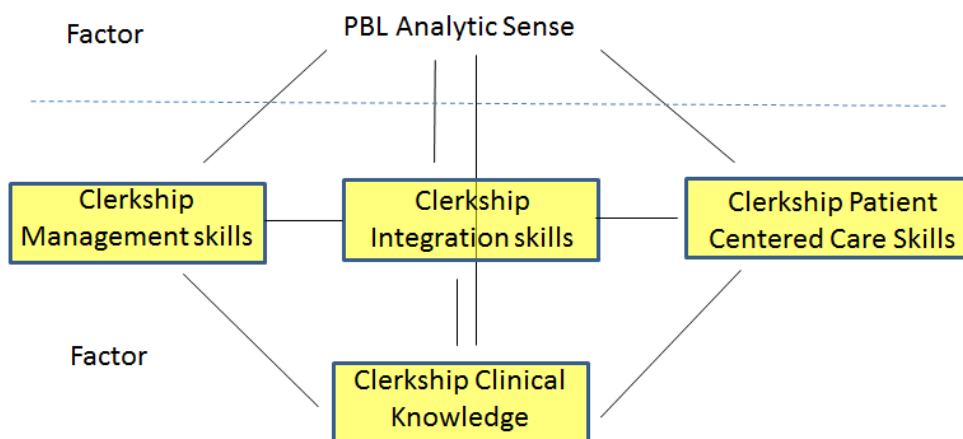 Factor
PBL Analytic Sense
Clerkship
Management skills
Clerkship
Integration skills
Clerkship Patient
Centered Care Skills
Factor
Clerkship Clinical
Knowledge